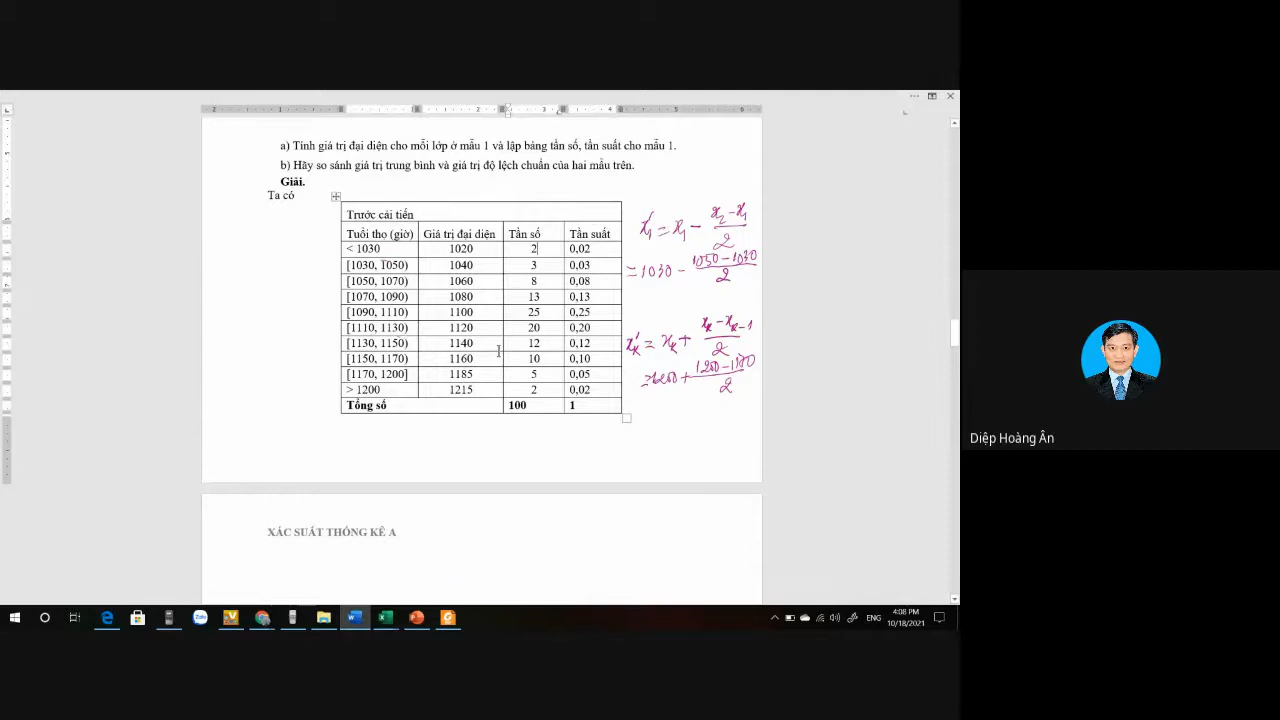 a) Tính giá trị đại diện cho mỗi lớp ở mẫu 1 và lập bảng tần số, tần suất cho mẫu 1.
b) Hãy so sánh giá trị trung bình và giá trị độ lệch chuẩn của hai mẫu trên.
Giải.
Ta có
Trước cải tiến
Tuổi thọ (giờ) Giá trị đại diện Tần số Tần suất
< 1030 1020 2 0,02
[1030, 1050) 1040 3 0,03
[1050, 1070) 1060 8 0,08
[1070, 1090) 1080 13 0,13
[1090, 1110) 1100 25 0,25
[1110, 1130) 1120 20 0,20
[1130, 1150) 1140 12 0,12
[1150, 1170) 1160 10 0,10
[1170, 1200] 1185 5 0,05
> 1200 1215 2 0,02
Tổng số 100 1
x₁' = x₁ − (x₂ − x₁)/2
= 1030 − (1050 − 1030)/2
xₖ' = xₖ + (xₖ − xₖ₋₁)/2
= 1200 + (1200 − 1170)/2
XÁC SUẤT THỐNG KÊ A
Diệp Hoàng Ân
Zalo
ENG
4:08 PM
10/18/2021